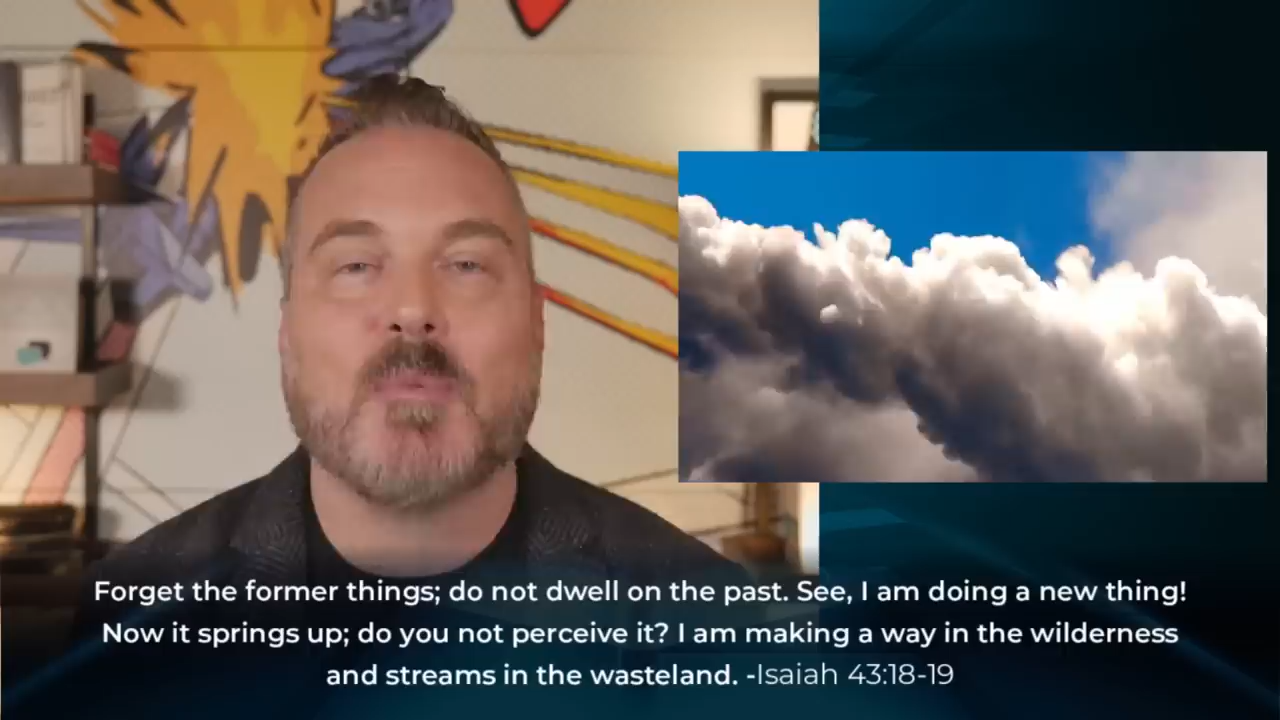 Forget the former things; do not dwell on the past. See, I am doing a new thing!
Now it springs up; do you not perceive it? I am making a way in the wilderness
and streams in the wasteland. -Isaiah 43:18-19